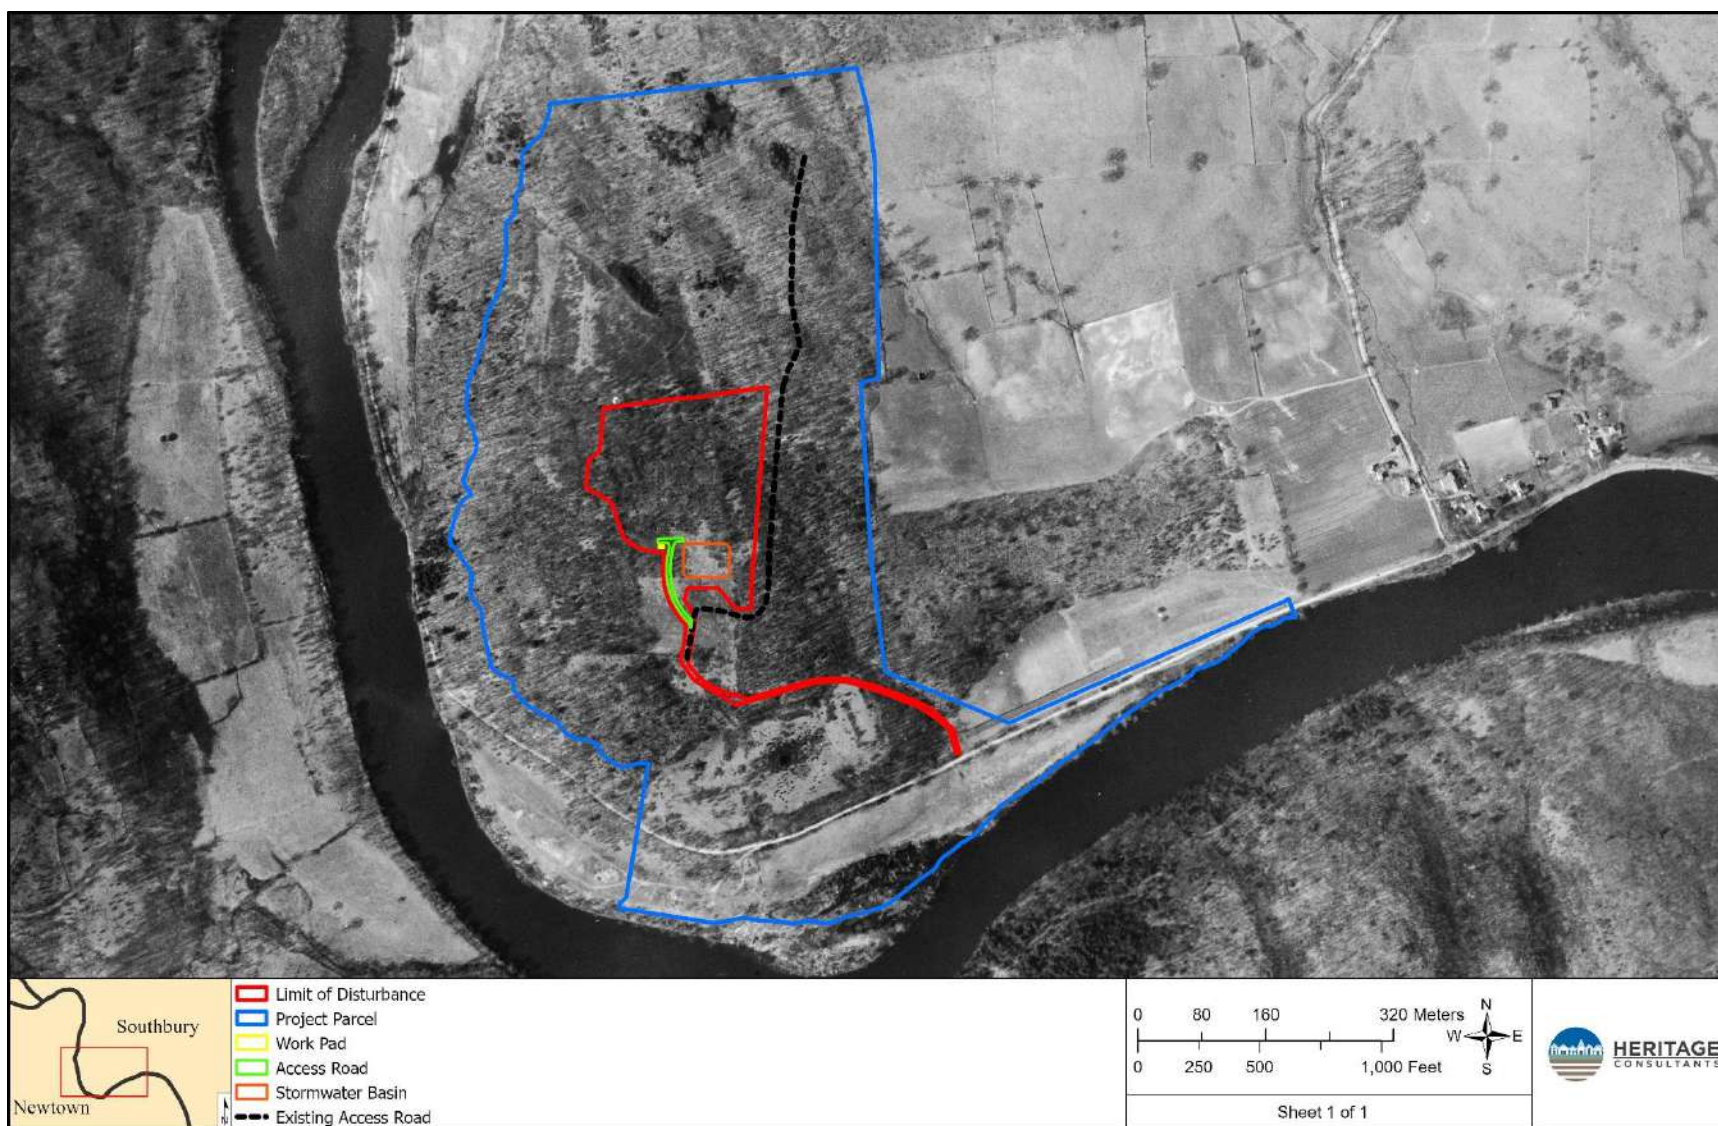 Southbury
Newtown
N
Limit of Disturbance
Project Parcel
Work Pad
Access Road
Stormwater Basin
Existing Access Road
0 80 160 320 Meters
0 250 500 1,000 Feet
N
W E
S
Sheet 1 of 1
HERITAGE
CONSULTANTS